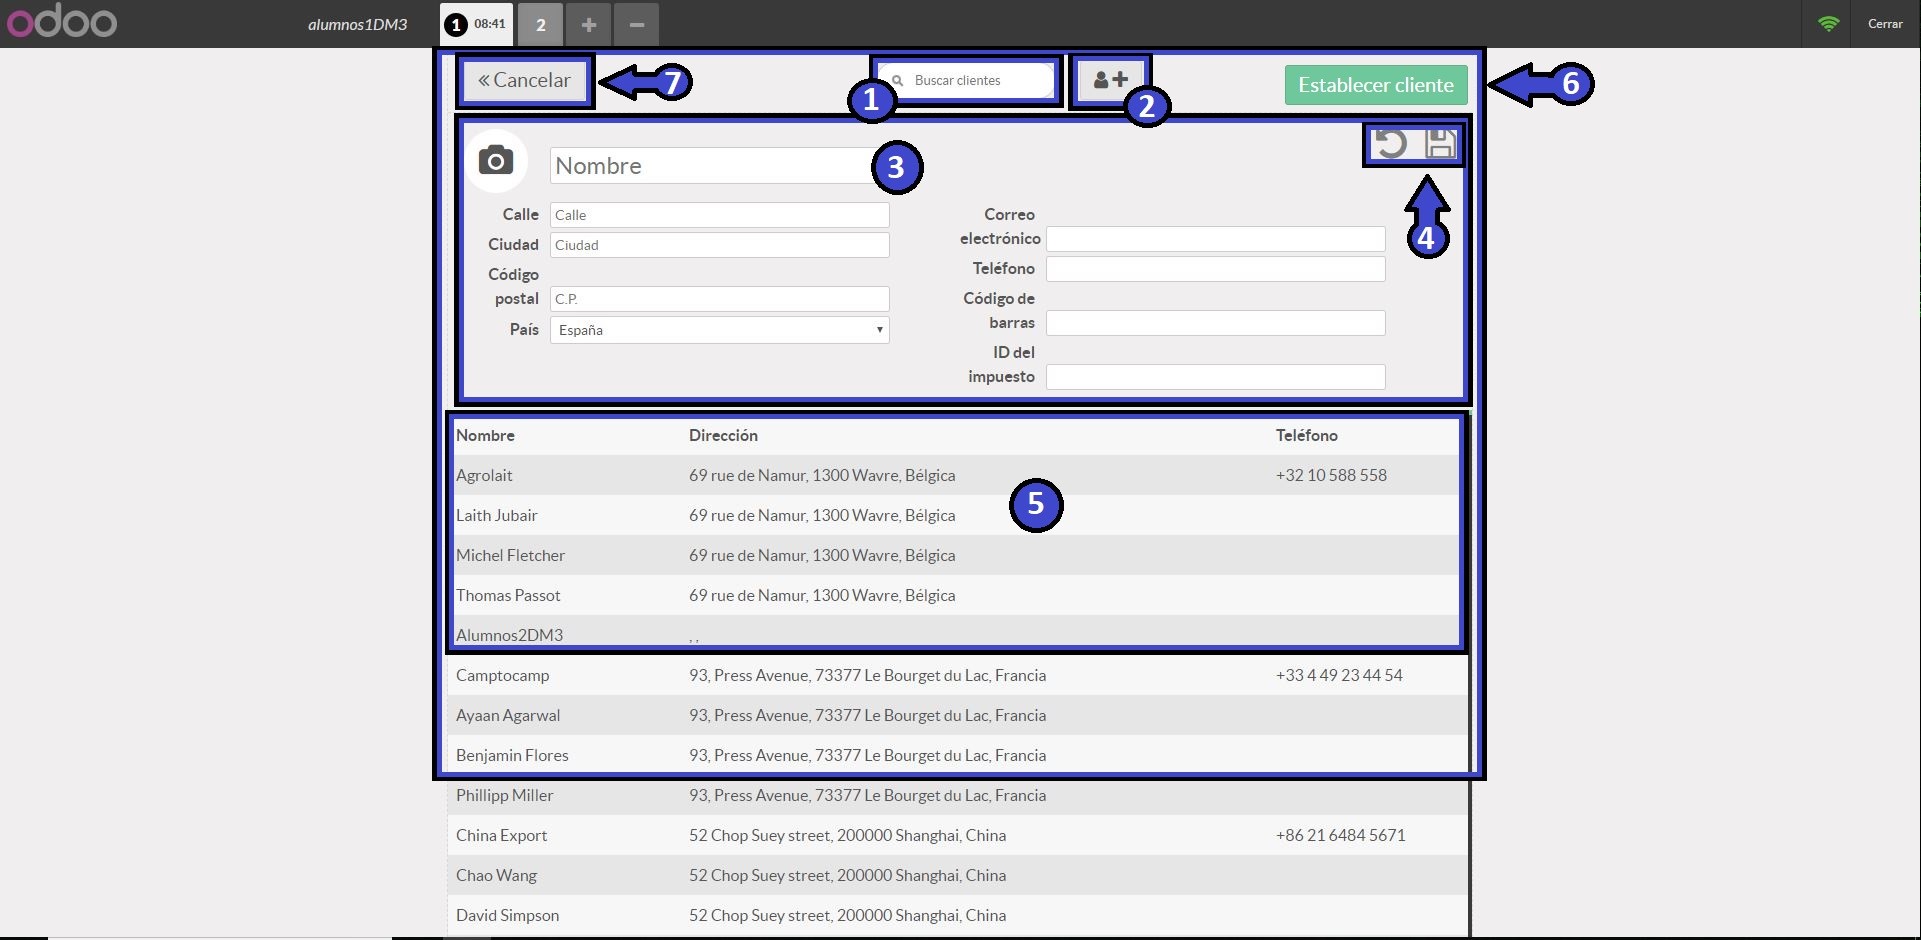 odoo
alumnos1DM3
1 08:41
2
Cerrar
Cancelar
7
Buscar clientes
1
2
Establecer cliente
6
Nombre
3
4
Calle
Calle
Ciudad
Ciudad
Código
postal
C.P.
País
España
Correo
electrónico
Teléfono
Código de
barras
ID del
impuesto
Nombre Dirección Teléfono
Agrolait 69 rue de Namur, 1300 Wavre, Bélgica +32 10 588 558
5
Laith Jubair 69 rue de Namur, 1300 Wavre, Bélgica
Michel Fletcher 69 rue de Namur, 1300 Wavre, Bélgica
Thomas Passot 69 rue de Namur, 1300 Wavre, Bélgica
Alumnos2DM3 , ,
Camptocamp 93, Press Avenue, 73377 Le Bourget du Lac, Francia +33 4 49 23 44 54
Ayaan Agarwal 93, Press Avenue, 73377 Le Bourget du Lac, Francia
Benjamin Flores 93, Press Avenue, 73377 Le Bourget du Lac, Francia
Phillipp Miller 93, Press Avenue, 73377 Le Bourget du Lac, Francia
China Export 52 Chop Suey street, 200000 Shanghai, China +86 21 6484 5671
Chao Wang 52 Chop Suey street, 200000 Shanghai, China
David Simpson 52 Chop Suey street, 200000 Shanghai, China